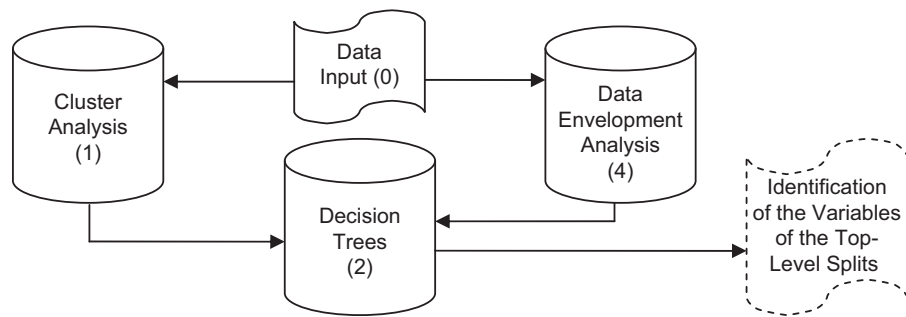 Data
Input (0)
Cluster
Analysis
(1)
Data
Envelopment
Analysis
(4)
Decision
Trees
(2)
Identification
of the Variables
of the Top-
Level Splits